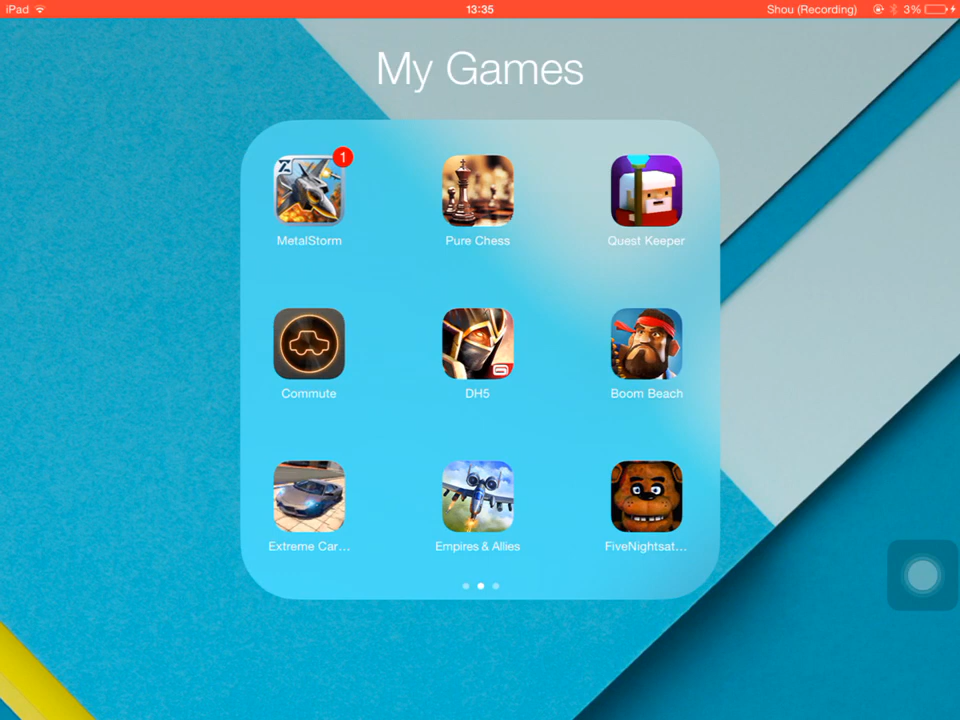 iPad 13:35 Shou (Recording) 3%
My Games
1
MetalStorm Pure Chess Quest Keeper
Commute DH5 Boom Beach
Extreme Car... Empires & Allies FiveNightsat...